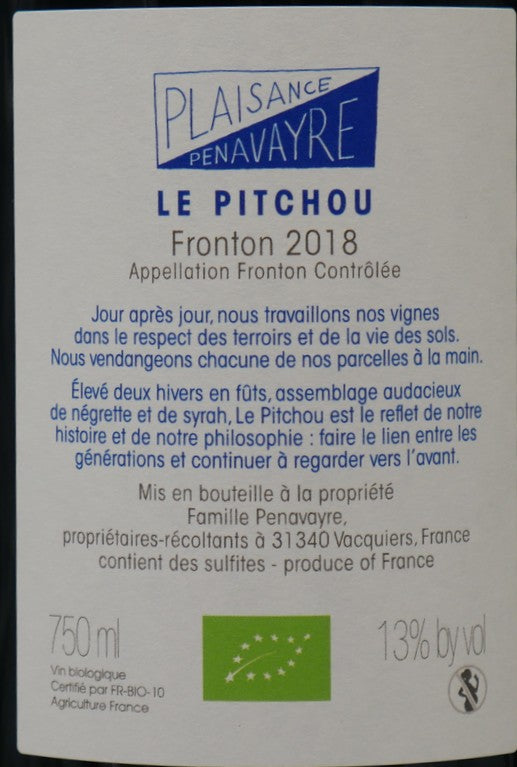 PLAISANCE
PENAVAYRE
LE PITCHOU
Fronton 2018
Appellation Fronton Contrôlée
Jour après jour, nous travaillons nos vignes
dans le respect des terroirs et de la vie des sols.
Nous vendangeons chacune de nos parcelles à la main.
Élevé deux hivers en fûts, assemblage audacieux
de négrette et de syrah, Le Pitchou est le reflet de notre
histoire et de notre philosophie : faire le lien entre les
générations et continuer à regarder vers l'avant.
Mis en bouteille à la propriété
Famille Penavayre,
propriétaires-récoltants à 31340 Vacquiers, France
contient des sulfites - produce of France
750 ml
13% by vol
Vin biologique
Certifié par FR-BIO-10
Agriculture France